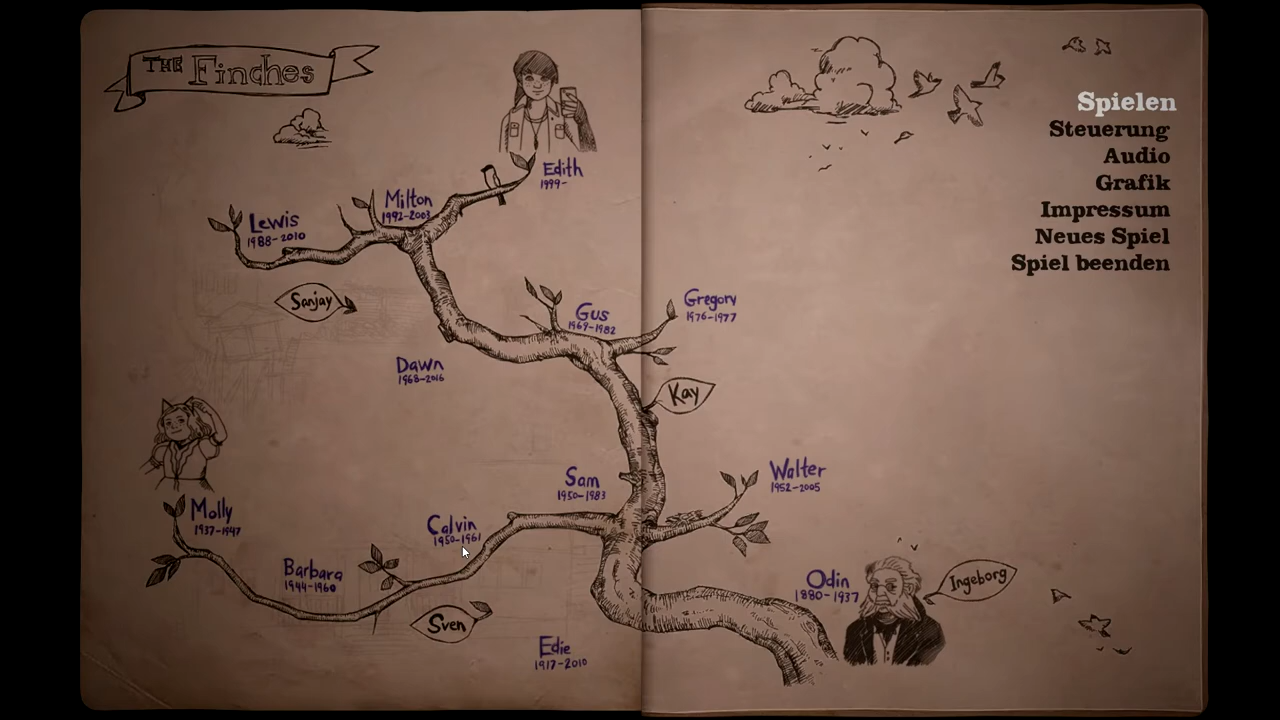 THE Finches
Edith
1999-
Milton
1992-2003
Lewis
1988-2010
Sanjay
Gus
1969-1982
Gregory
1976-1977
Dawn
1968-2016
Kay
Sam
1950-1983
Walter
1952-2005
Molly
1937-1947
Calvin
1950-1961
Barbara
1944-1960
Sven
Edie
1917-2010
Odin
1880-1937
Ingeborg
Spielen
Steuerung
Audio
Grafik
Impressum
Neues Spiel
Spiel beenden